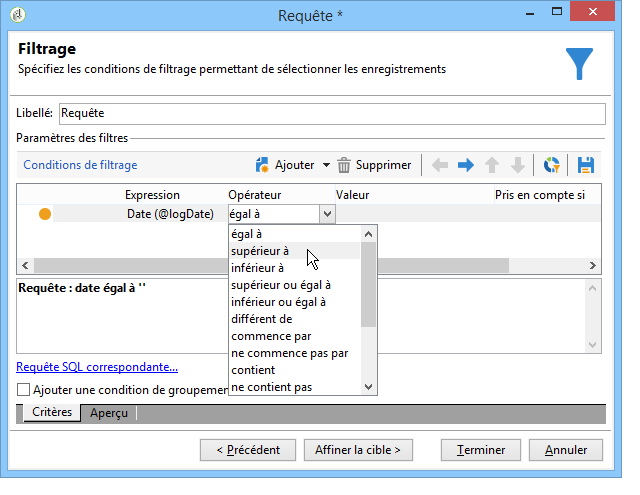 Requête *
Filtrage
Spécifiez les conditions de filtrage permettant de sélectionner les enregistrements
Libellé: Requête
Paramètres des filtres
Conditions de filtrage Ajouter Supprimer
Expression Opérateur Valeur Pris en compte si
Date (@logDate) égal à
égal à
supérieur à
inférieur à
supérieur ou égal à
inférieur ou égal à
différent de
commence par
ne commence pas par
contient
ne contient pas
Requête : date égal à ''
Requête SQL correspondante...
Ajouter une condition de groupemen
Critères Aperçu
< Précédent Affiner la cible > Terminer Annuler